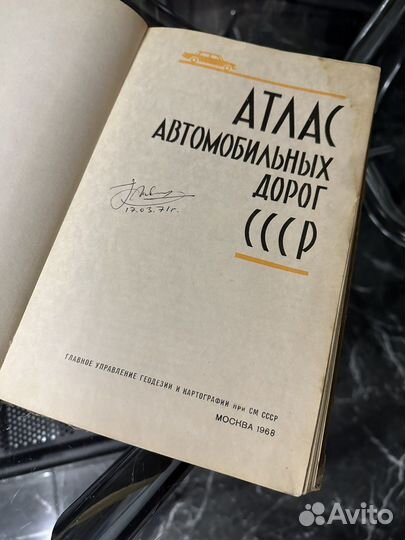 АТЛАС
АВТОМОБИЛЬНЫХ
ДОРОГ
СССР
17.03.71г.
ГЛАВНОЕ УПРАВЛЕНИЕ ГЕОДЕЗИИ И КАРТОГРАФИИ при СМ СССР
МОСКВА 1968
Avito